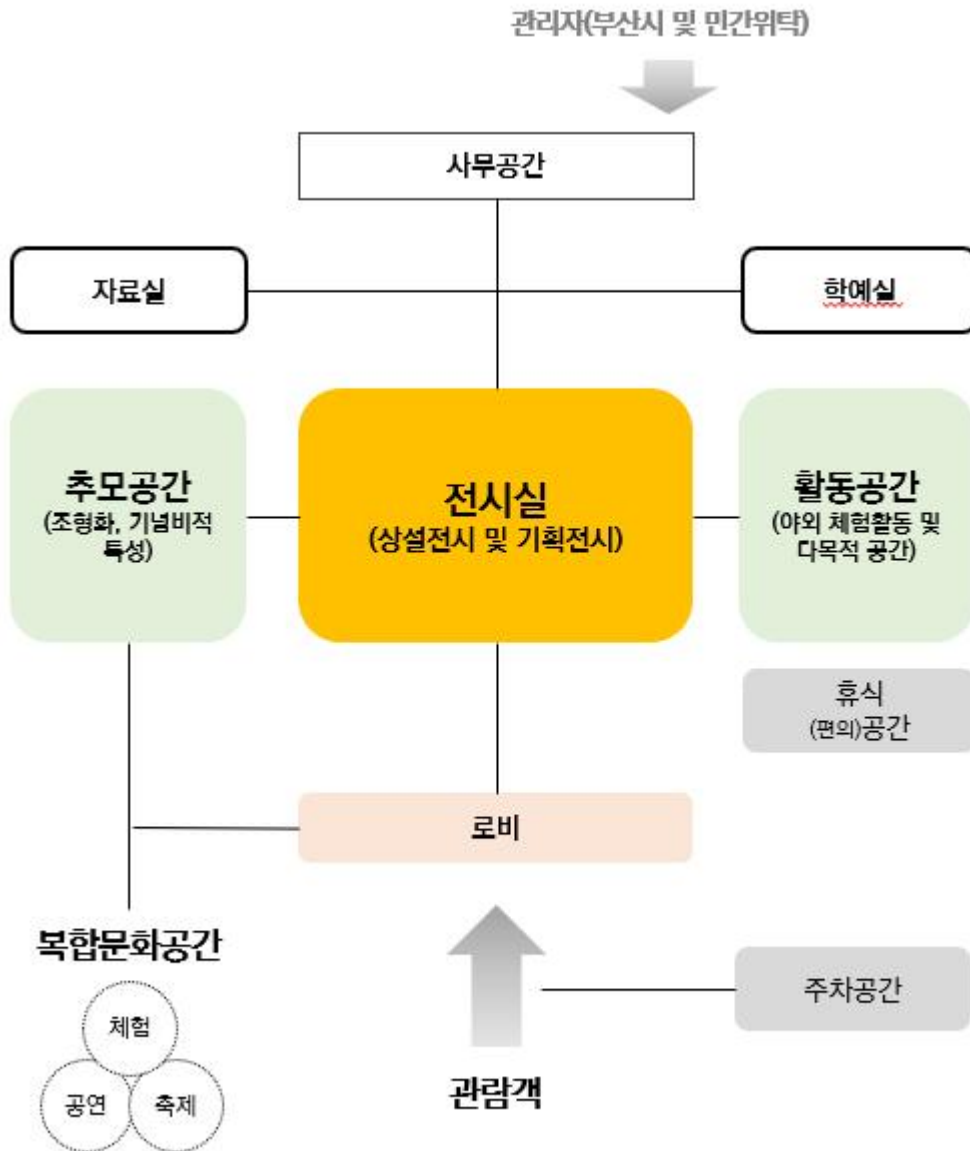 관리자(부산시 및 민간위탁)
사무공간
자료실
학예실
추모공간
(조형화, 기념비적
특성)
전시실
(상설전시 및 기획전시)
활동공간
(야외 체험활동 및
다목적 공간)
휴식
(편의)공간
로비
복합문화공간
체험
공연
축제
주차공간
관람객